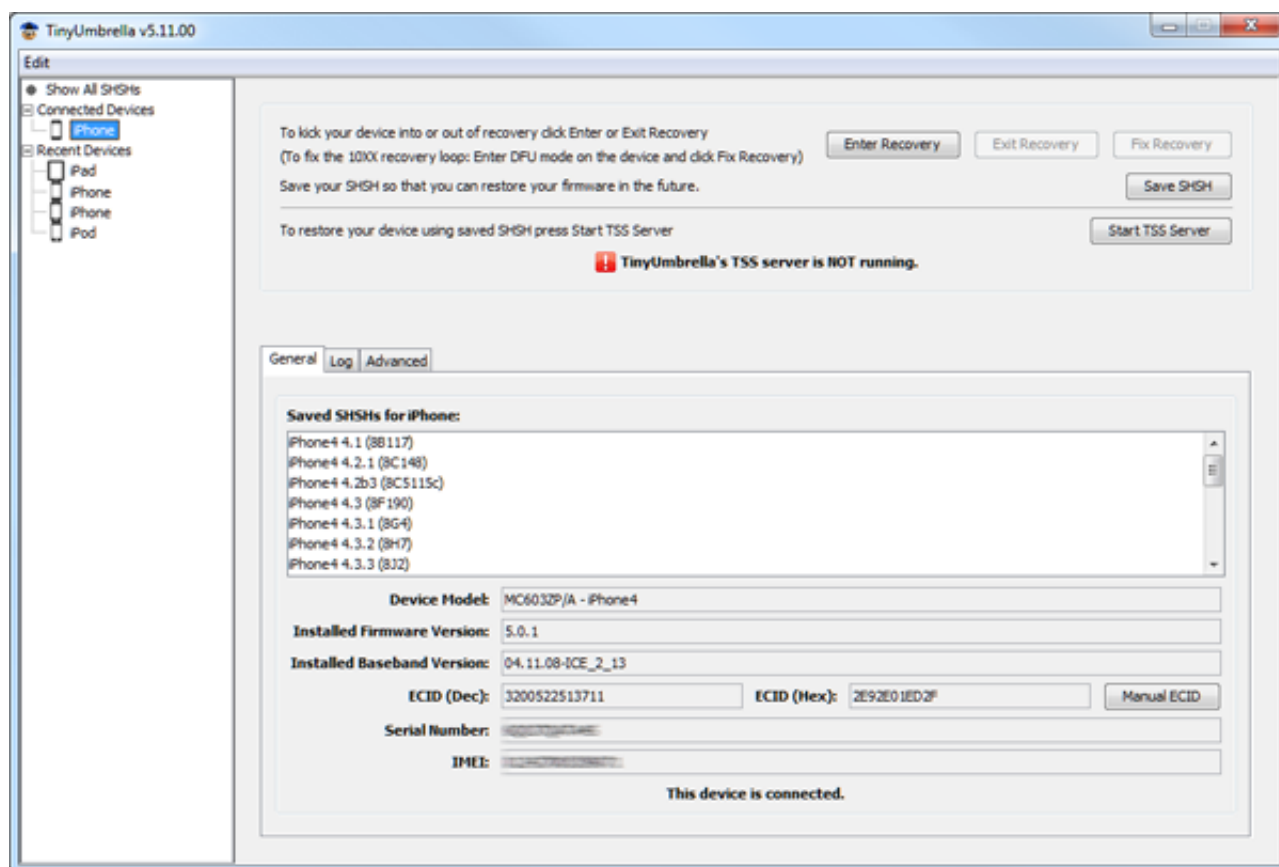 TinyUmbrella v5.11.00
Edit
Show All SHSHs
Connected Devices
iPhone
Recent Devices
iPad
iPhone
iPhone
iPod
To kick your device into or out of recovery click Enter or Exit Recovery
(To fix the 10XX recovery loop: Enter DFU mode on the device and click Fix Recovery)
Enter Recovery
Exit Recovery
Fix Recovery
Save your SHSH so that you can restore your firmware in the future.
Save SHSH
To restore your device using saved SHSH press Start TSS Server
Start TSS Server
TinyUmbrella's TSS server is NOT running.
General Log Advanced
Saved SHSHs for iPhone:
iPhone4 4.1 (8B117)
iPhone4 4.2.1 (8C148)
iPhone4 4.2b3 (8C5115c)
iPhone4 4.3 (8F190)
iPhone4 4.3.1 (8G4)
iPhone4 4.3.2 (8H7)
iPhone4 4.3.3 (8J2)
Device Model: MC603ZP/A - iPhone4
Installed Firmware Version: 5.0.1
Installed Baseband Version: 04.11.08-ICE_2_13
ECID (Dec): 3200522513711 ECID (Hex): 2E92E01ED2F Manual ECID
Serial Number:
IMEI:
This device is connected.